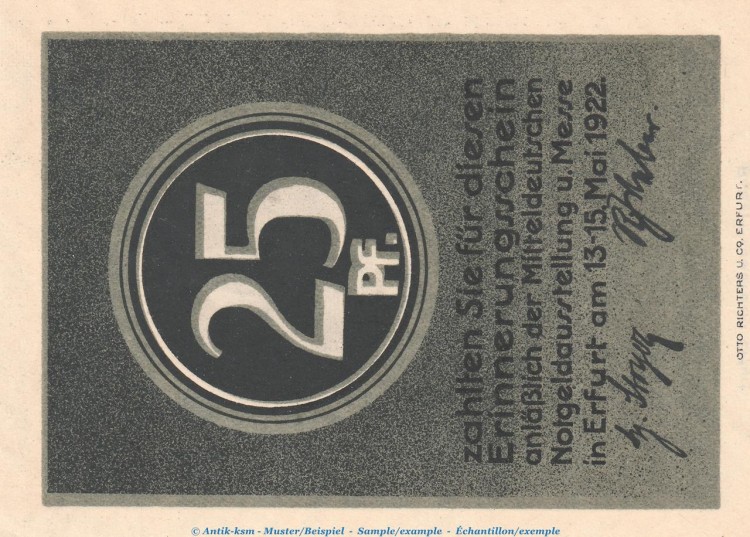 25
Pf.
zahlten Sie für diesen
Erinnerungsschein
anläßlich der Mitteldeutschen
Notgeldausstellung u. Messe
in Erfurt am 13-15. Mai 1922.
OTTO RICHTERS U. CO. ERFURT.
© Antik-ksm - Muster/Beispiel - Sample/example - Échantillon/exemple